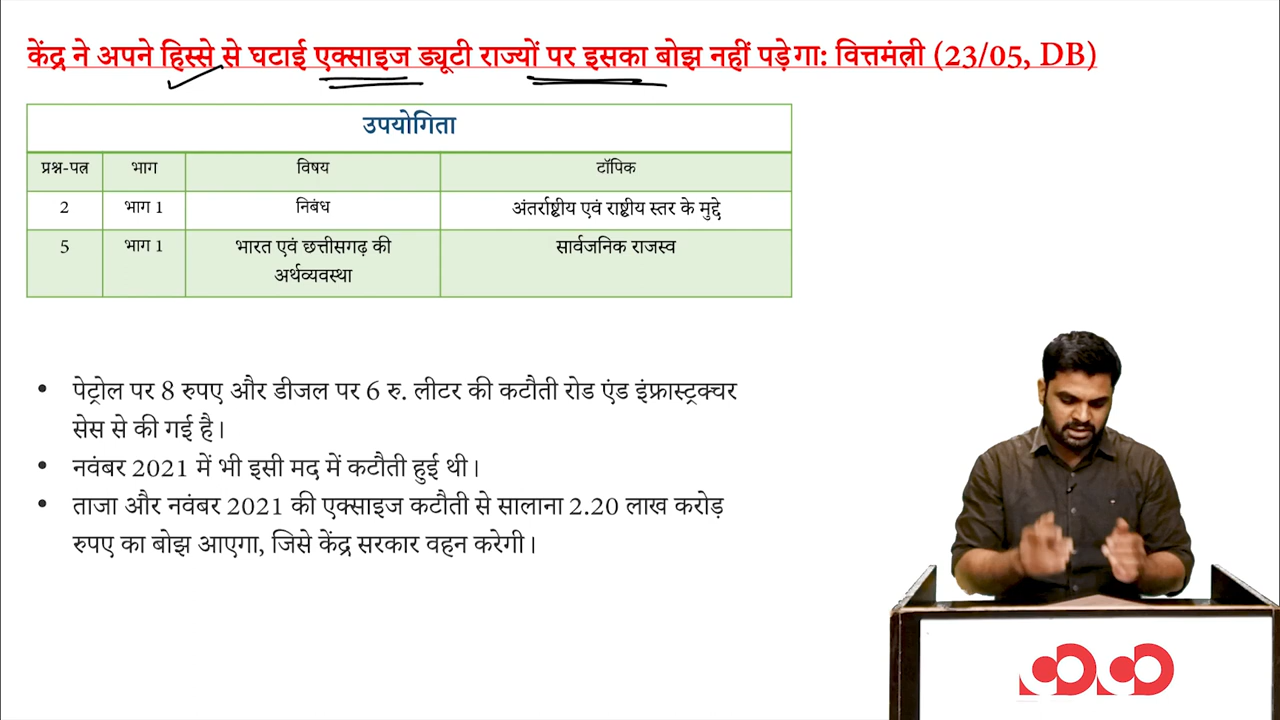 केंद्र ने अपने हिस्से से घटाई एक्साइज ड्यूटी राज्यों पर इसका बोझ नहीं पड़ेगा: वित्तमंत्री (23/05, DB)
उपयोगिता
प्रश्न-पत्र भाग विषय टॉपिक
2 भाग 1 निबंध अंतर्राष्ट्रीय एवं राष्ट्रीय स्तर के मुद्दे
5 भाग 1 भारत एवं छत्तीसगढ़ की सार्वजनिक राजस्व
अर्थव्यवस्था
• पेट्रोल पर 8 रुपए और डीजल पर 6 रु. लीटर की कटौती रोड एंड इंफ्रास्ट्रक्चर
सेस से की गई है।
• नवंबर 2021 में भी इसी मद में कटौती हुई थी।
• ताजा और नवंबर 2021 की एक्साइज कटौती से सालाना 2.20 लाख करोड़
रुपए का बोझ आएगा, जिसे केंद्र सरकार वहन करेगी।